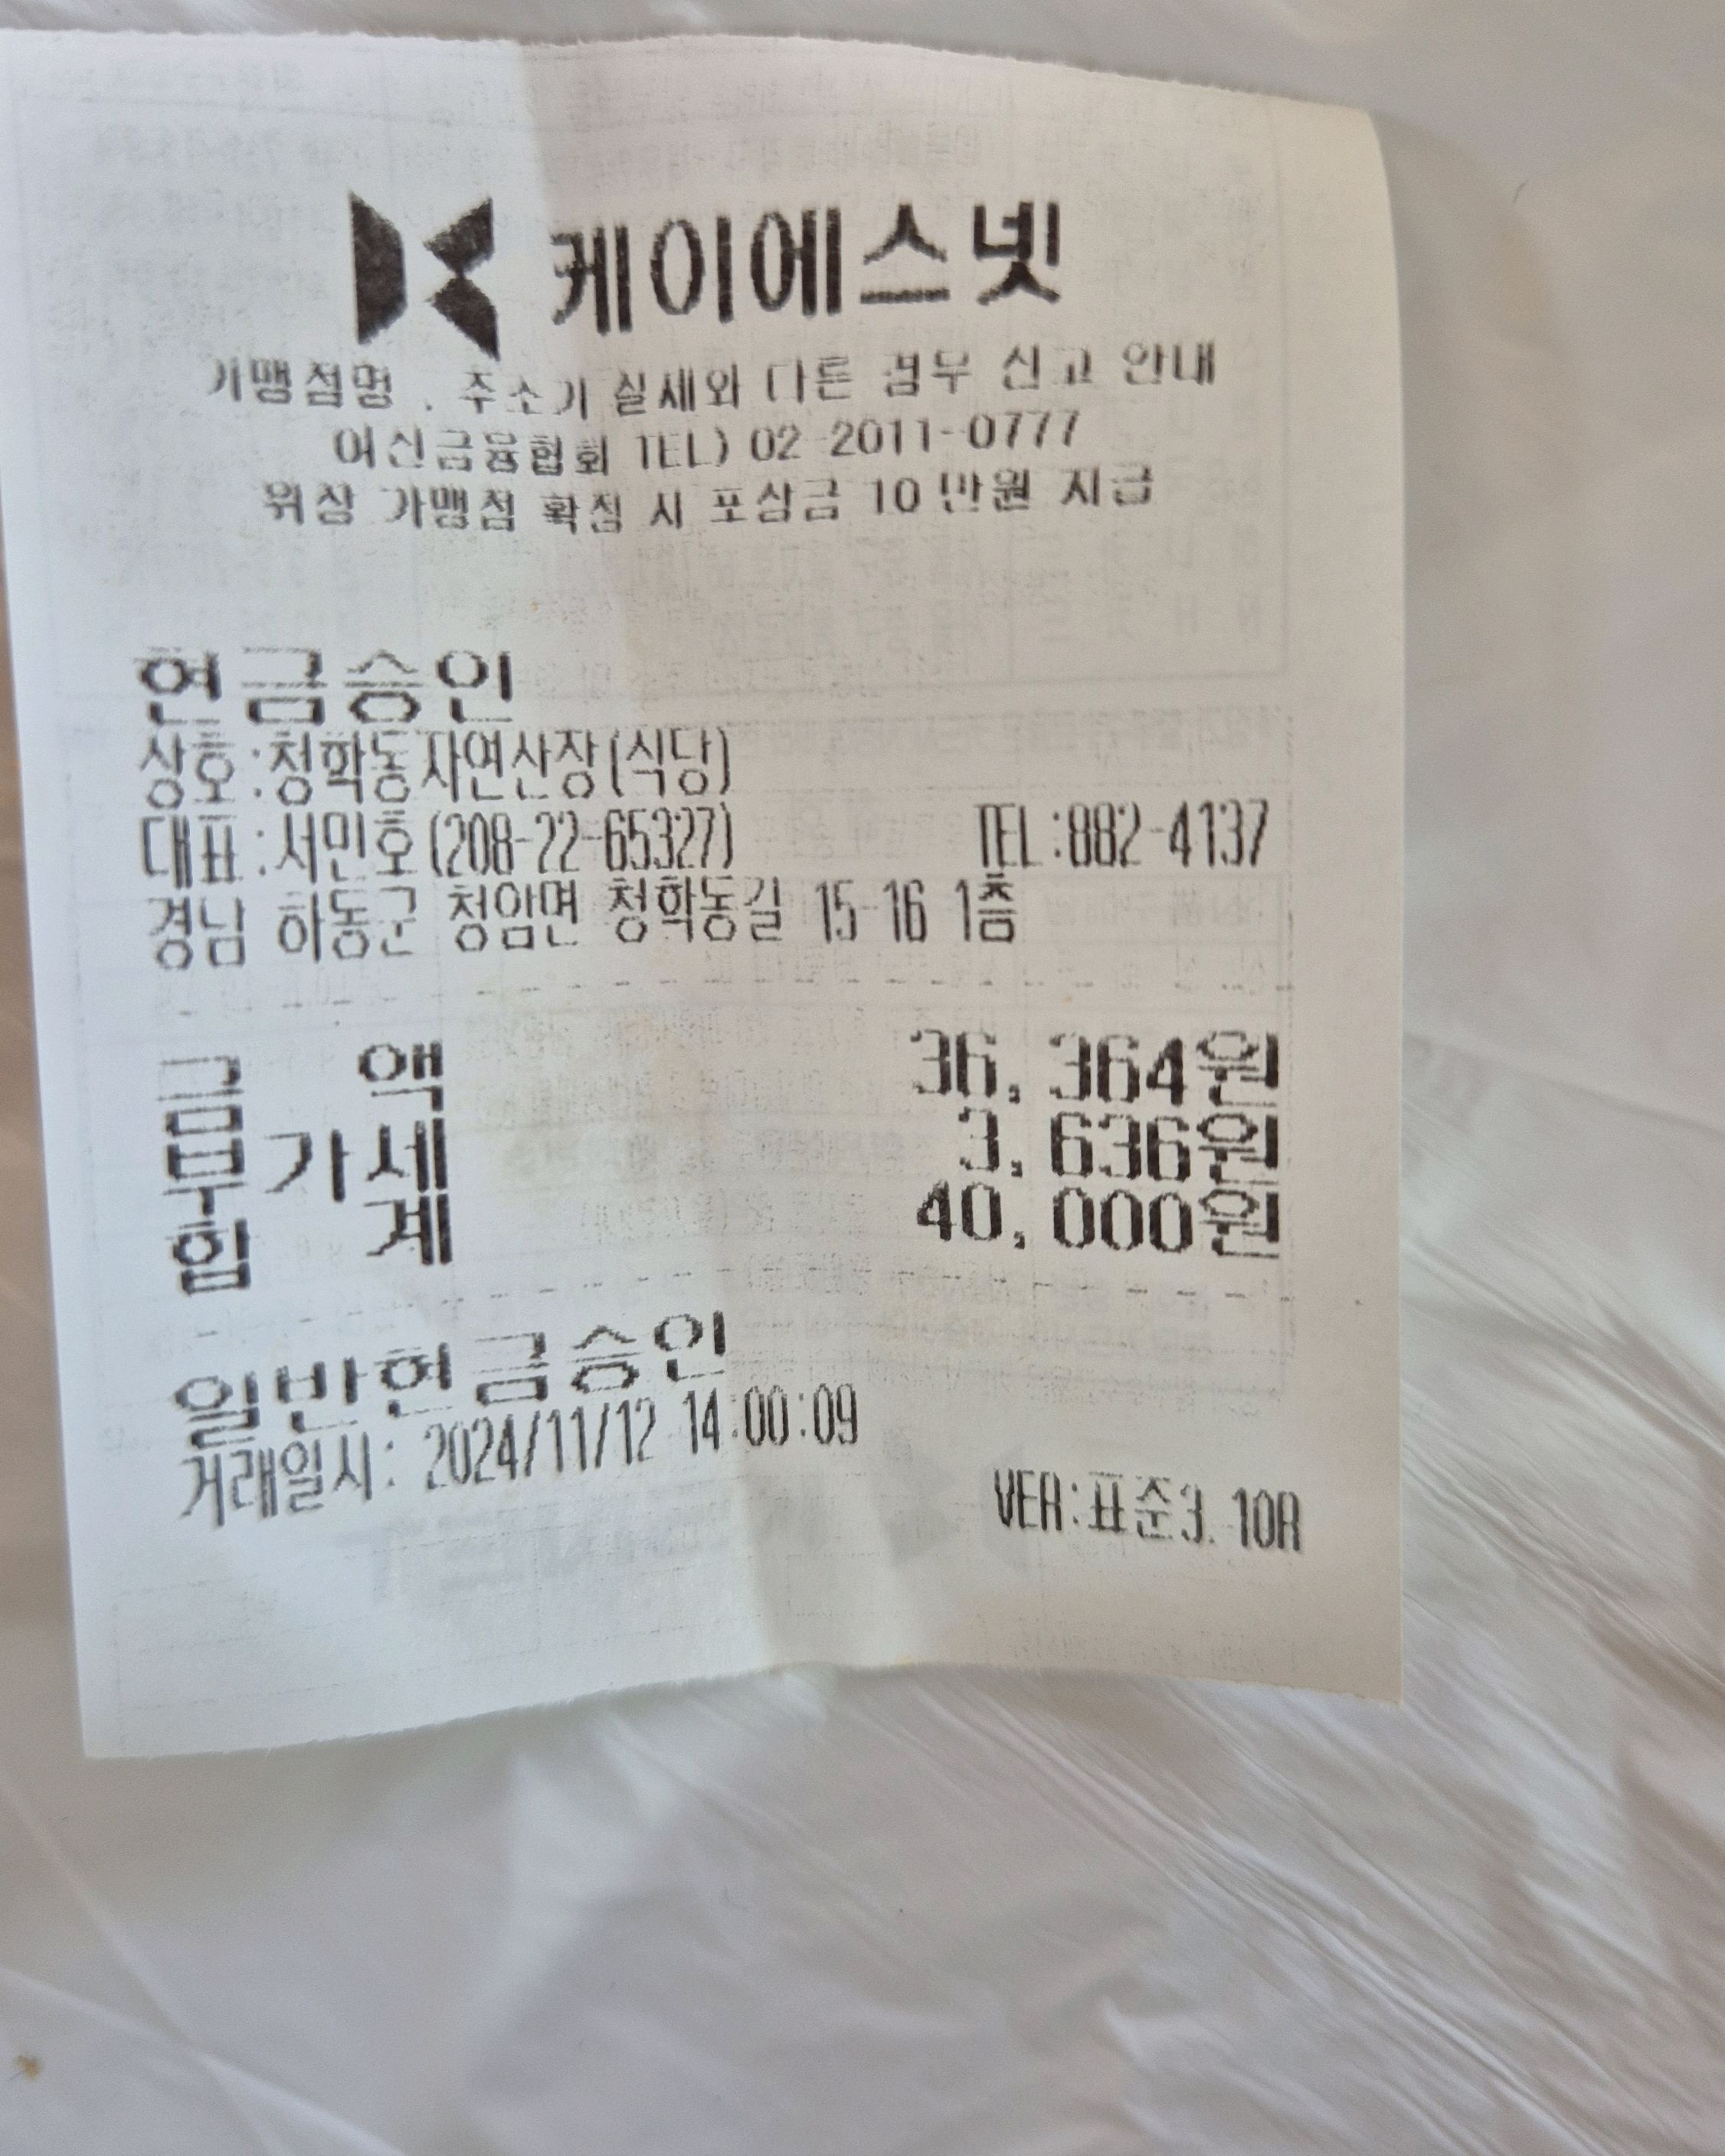 케이에스넷
가맹점명, 주소가 실제와 다른 경우 신고 안내
여신금융협회 TEL) 02-2011-0777
위장 가맹점 확정 시 포상금 10만원 지급
현금승인
상호:청학동자연산장(식당)
대표:서민호(208-22-65327) TEL:882-4137
경남 하동군 청암면 청학동길 15-16 1층
금 액 36,364원
부가세 3,636원
합 계 40,000원
일반현금승인
거래일시: 2024/11/12 14:00:09
VER:표준3.10A